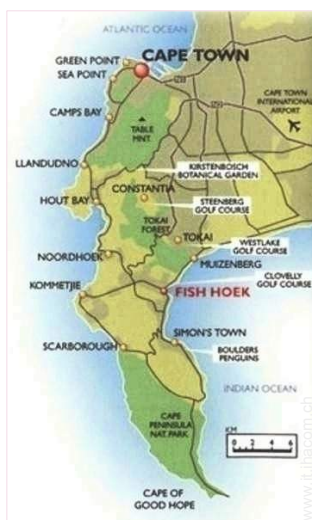 ATLANTIC OCEAN
GREEN POINT
CAPE TOWN
SEA POINT
CAPE TOWN
INTERNATIONAL
AIRPORT
CAMPS BAY
TABLE
MNT.
LLANDUDNO
KIRSTENBOSCH
BOTANICAL GARDEN
CONSTANTIA
HOUT BAY
STEENBERG
GOLF COURSE
TOKAI
FOREST
TOKAI
WESTLAKE
GOLF COURSE
NOORDHOEK
MUIZENBERG
CLOVELLY
GOLF COURSE
KOMMETJIE
FISH HOEK
SIMON'S TOWN
SCARBOROUGH
BOULDERS
PENGUINS
INDIAN OCEAN
CAPE
PENINSULA
NAT.PARK
KM
0 2 4 6
CAPE OF
GOOD HOPE